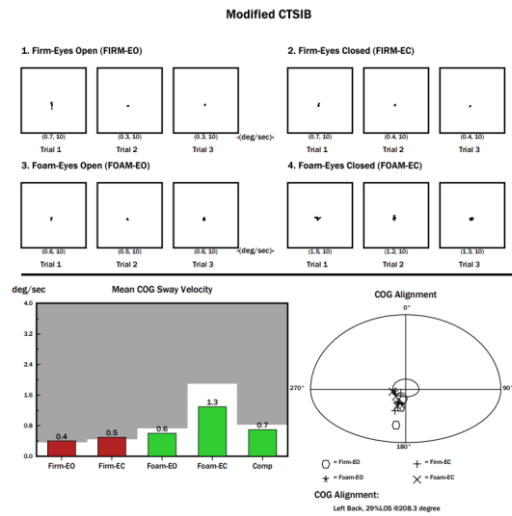 Modified CTSIB
1. Firm-Eyes Open (FIRM-EO)
2. Firm-Eyes Closed (FIRM-EC)
(0.7, 10) (0.3, 10) (0.3, 10) -(deg/sec)- (0.7, 10) (0.4, 10) (0.4, 10)
Trial 1 Trial 2 Trial 3 Trial 1 Trial 2 Trial 3
3. Foam-Eyes Open (FOAM-EO)
4. Foam-Eyes Closed (FOAM-EC)
(0.6, 10) (0.5, 10) (0.6, 10) -(deg/sec)- (1.5, 10) (1.2, 10) (1.3, 10)
Trial 1 Trial 2 Trial 3 Trial 1 Trial 2 Trial 3
deg/sec
Mean COG Sway Velocity
4.0
3.2
2.4
1.6
0.8
0.0
0.4 0.5 0.6 1.3 0.7
Firm-EO Firm-EC Foam-EO Foam-EC Comp
COG Alignment
0°
270° 90°
180°
= Firm-EO = Firm-EC
= Foam-EO = Foam-EC
COG Alignment:
Left Back, 29%LOS @208.3 degree